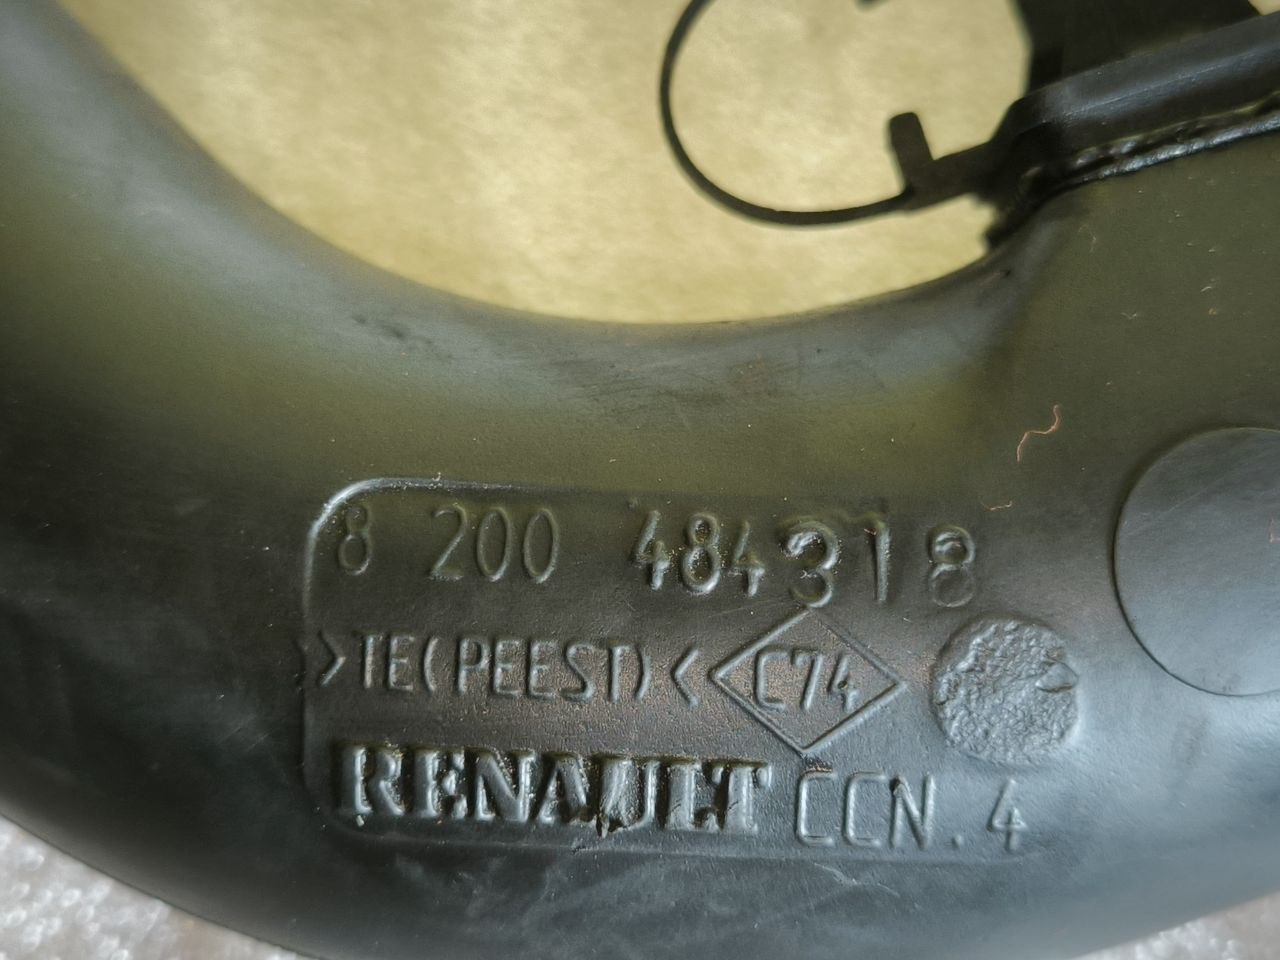 8 200 484318
>TE(PEEST)< C74
RENAULT CCN.4